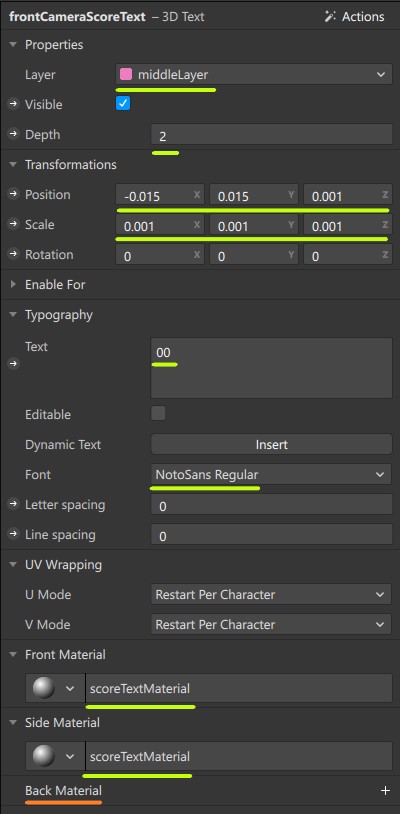 frontCameraScoreText – 3D Text Actions
Properties
Layer middleLayer
Visible
Depth 2
Transformations
Position -0.015 X 0.015 Y 0.001 Z
Scale 0.001 X 0.001 Y 0.001 Z
Rotation 0 X 0 Y 0 Z
Enable For
Typography
Text 00
Editable
Dynamic Text Insert
Font NotoSans Regular
Letter spacing 0
Line spacing 0
UV Wrapping
U Mode Restart Per Character
V Mode Restart Per Character
Front Material
scoreTextMaterial
Side Material
scoreTextMaterial
Back Material +